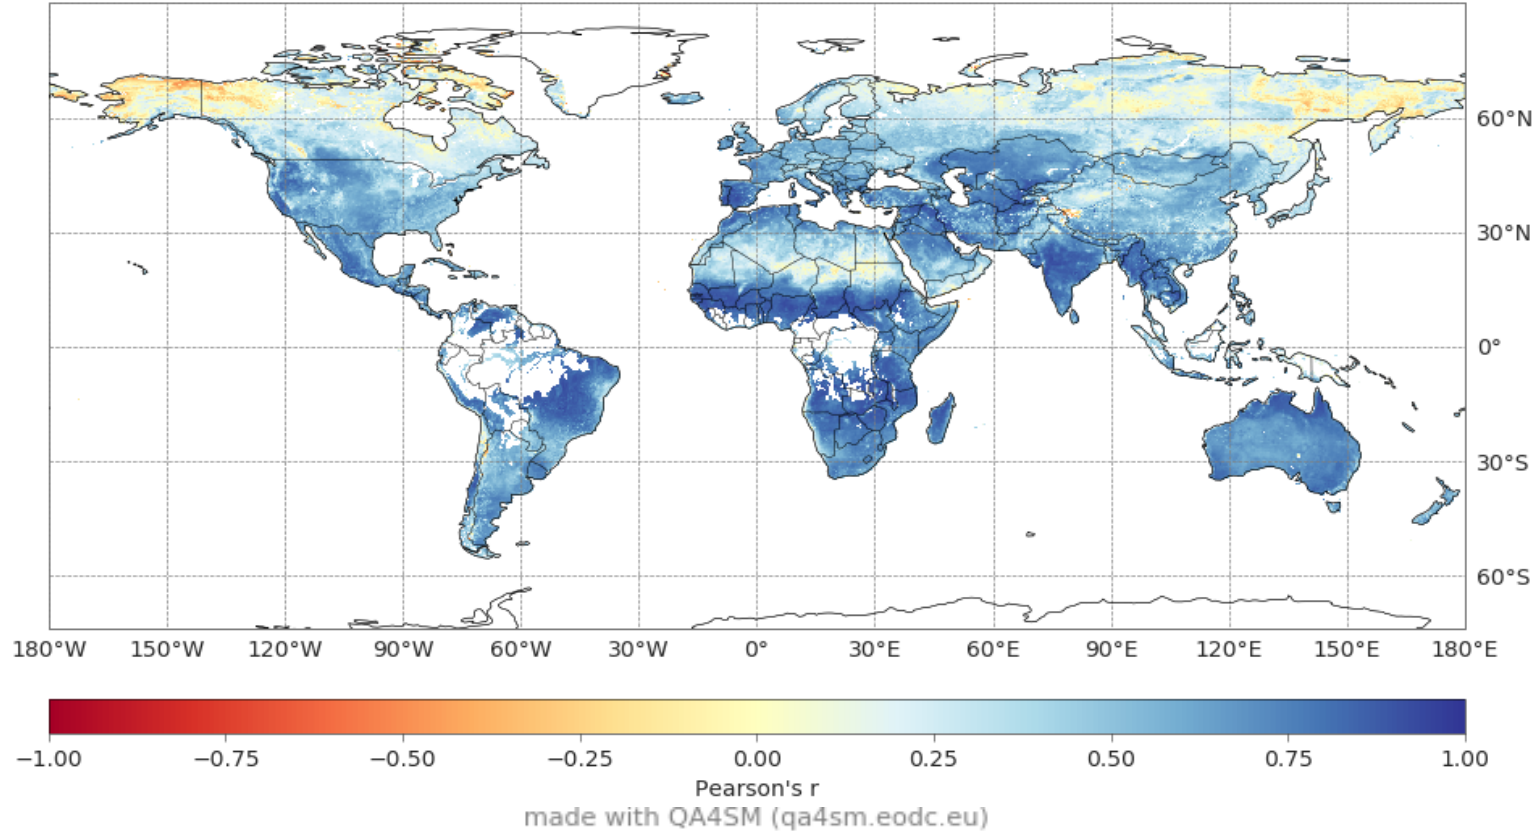 60°N
30°N
0°
30°S
60°S
180°W 150°W 120°W 90°W 60°W 30°W 0° 30°E 60°E 90°E 120°E 150°E 180°E
−1.00 −0.75 −0.50 −0.25 0.00 0.25 0.50 0.75 1.00
Pearson's r
made with QA4SM (qa4sm.eodc.eu)